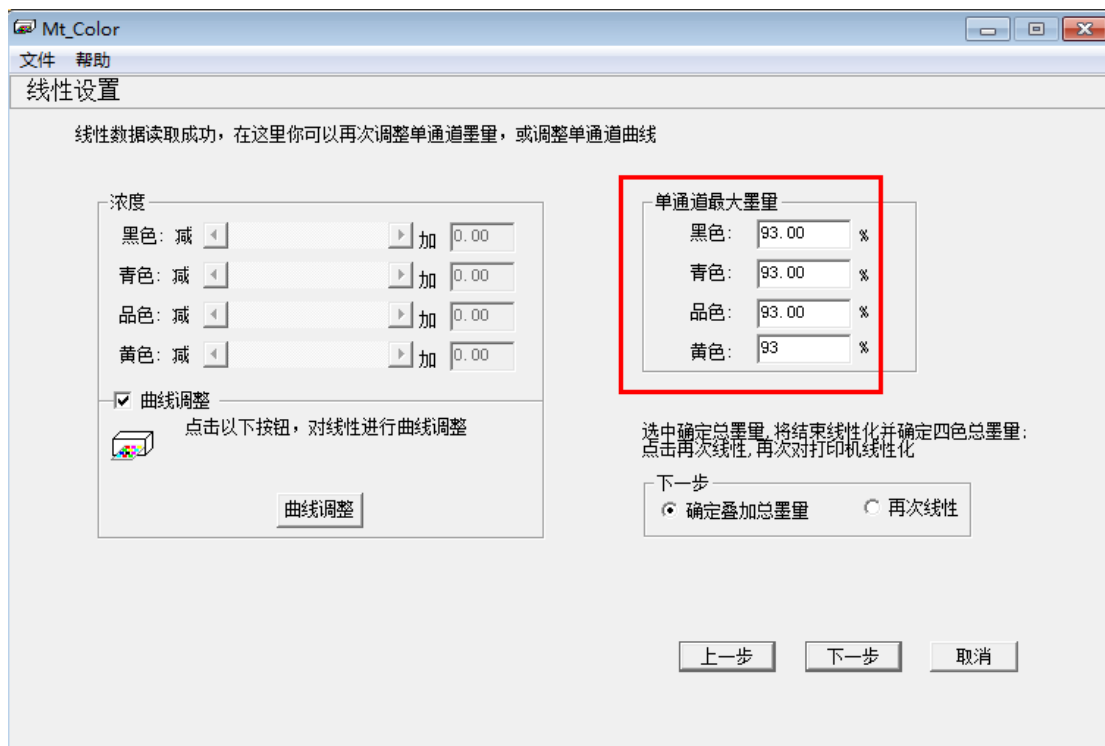 Mt_Color
文件 帮助
线性设置
线性数据读取成功，在这里你可以再次调整单通道墨量，或调整单通道曲线
浓度
黑色: 减 加 0.00
青色: 减 加 0.00
品色: 减 加 0.00
黄色: 减 加 0.00
曲线调整
点击以下按钮，对线性进行曲线调整
曲线调整
单通道最大墨量
黑色: 93.00 %
青色: 93.00 %
品色: 93.00 %
黄色: 93 %
选中确定总墨量,将结束线性化并确定四色总墨量;
点击再次线性,再次对打印机线性化
下一步
确定叠加总墨量 再次线性
上一步 下一步 取消